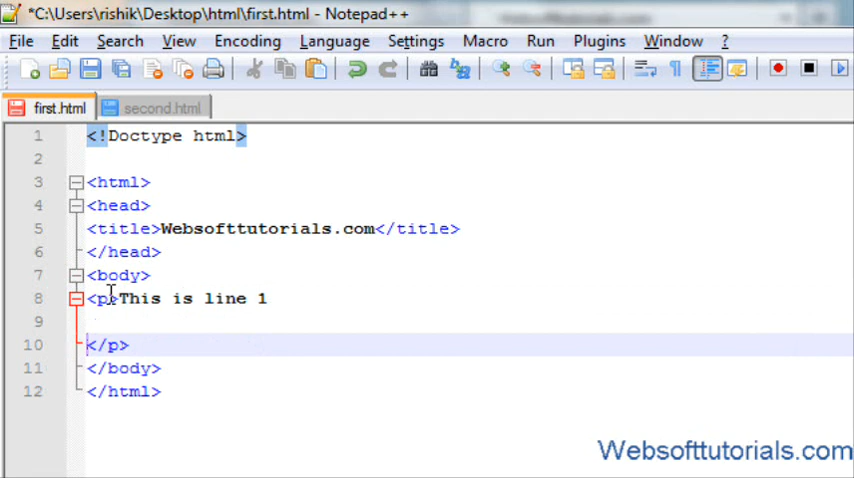 *C:\Users\rishik\Desktop\html\first.html - Notepad++
File Edit Search View Encoding Language Settings Macro Run Plugins Window ?
first.html second.html
1 <!Doctype html>
2
3 <html>
4 <head>
5 <title>Websofttutorials.com</title>
6 </head>
7 <body>
8 <p>This is line 1
9
10 </p>
11 </body>
12 </html>
Websofttutorials.com